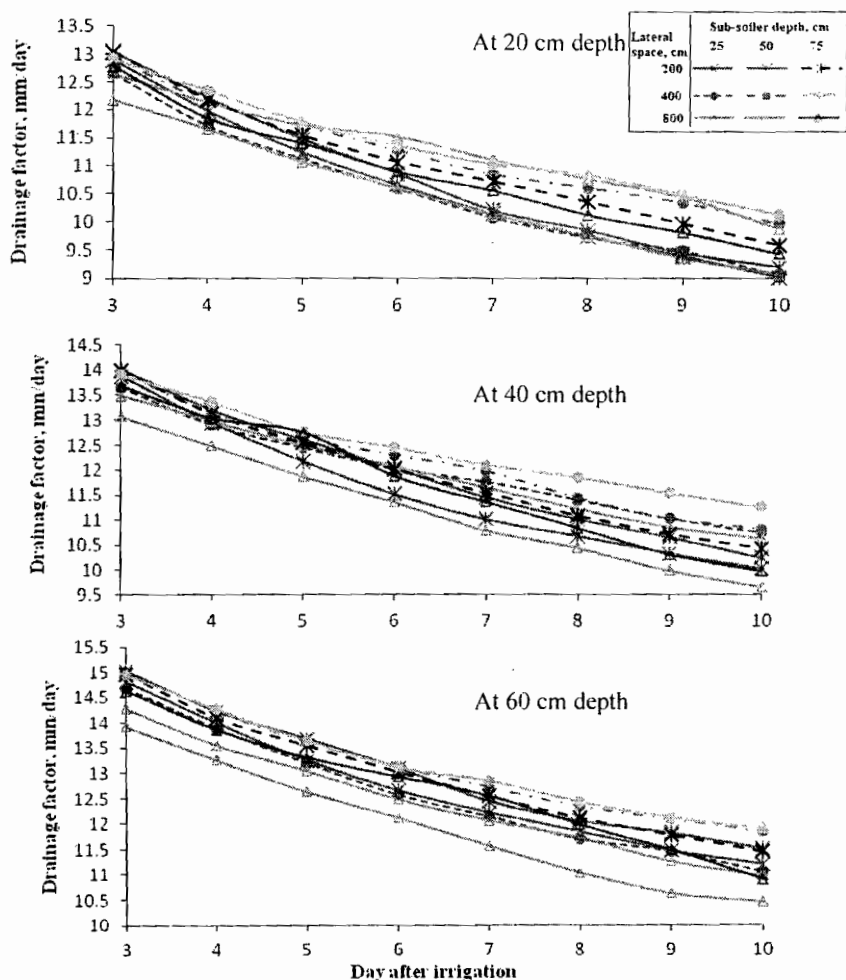 At 20 cm depth
Lateral space, cm
Sub-soiler depth, cm
25 50 75
200
400
800
Drainage factor, mm/day
13.5
13
12.5
12
11.5
11
10.5
10
9.5
9
3 4 5 6 7 8 9 10
At 40 cm depth
Drainage factor, mm/day
14.5
14
13.5
13
12.5
12
11.5
11
10.5
10
9.5
3 4 5 6 7 8 9 10
At 60 cm depth
Drainage factor, mm/day
15.5
15
14.5
14
13.5
13
12.5
12
11.5
11
10.5
10
3 4 5 6 7 8 9 10
Day after irrigation